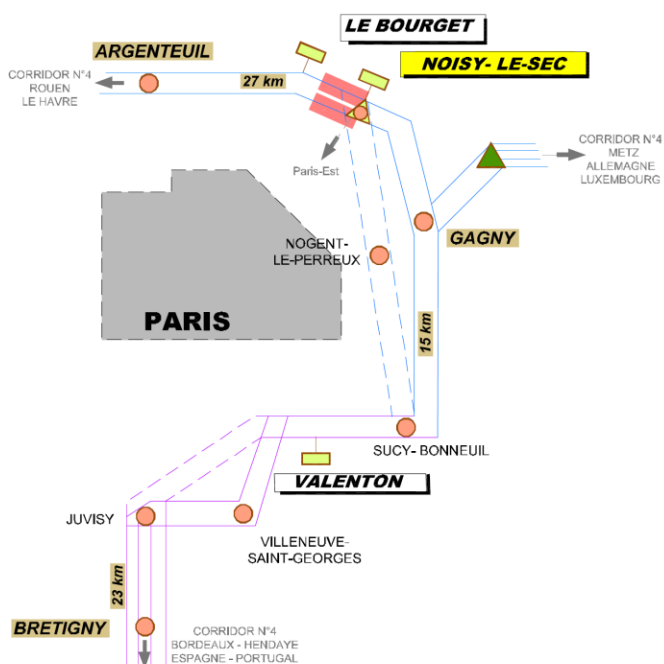 LE BOURGET
ARGENTEUIL
NOISY- LE-SEC
CORRIDOR N°4
ROUEN
LE HAVRE
27 km
CORRIDOR N°4
METZ
ALLEMAGNE
LUXEMBOURG
Paris-Est
NOGENT-
LE-PERREUX
GAGNY
PARIS
15 km
SUCY- BONNEUIL
VALENTON
JUVISY
VILLENEUVE-
SAINT-GEORGES
23 km
BRETIGNY
CORRIDOR N°4
BORDEAUX - HENDAYE
ESPAGNE - PORTUGAL